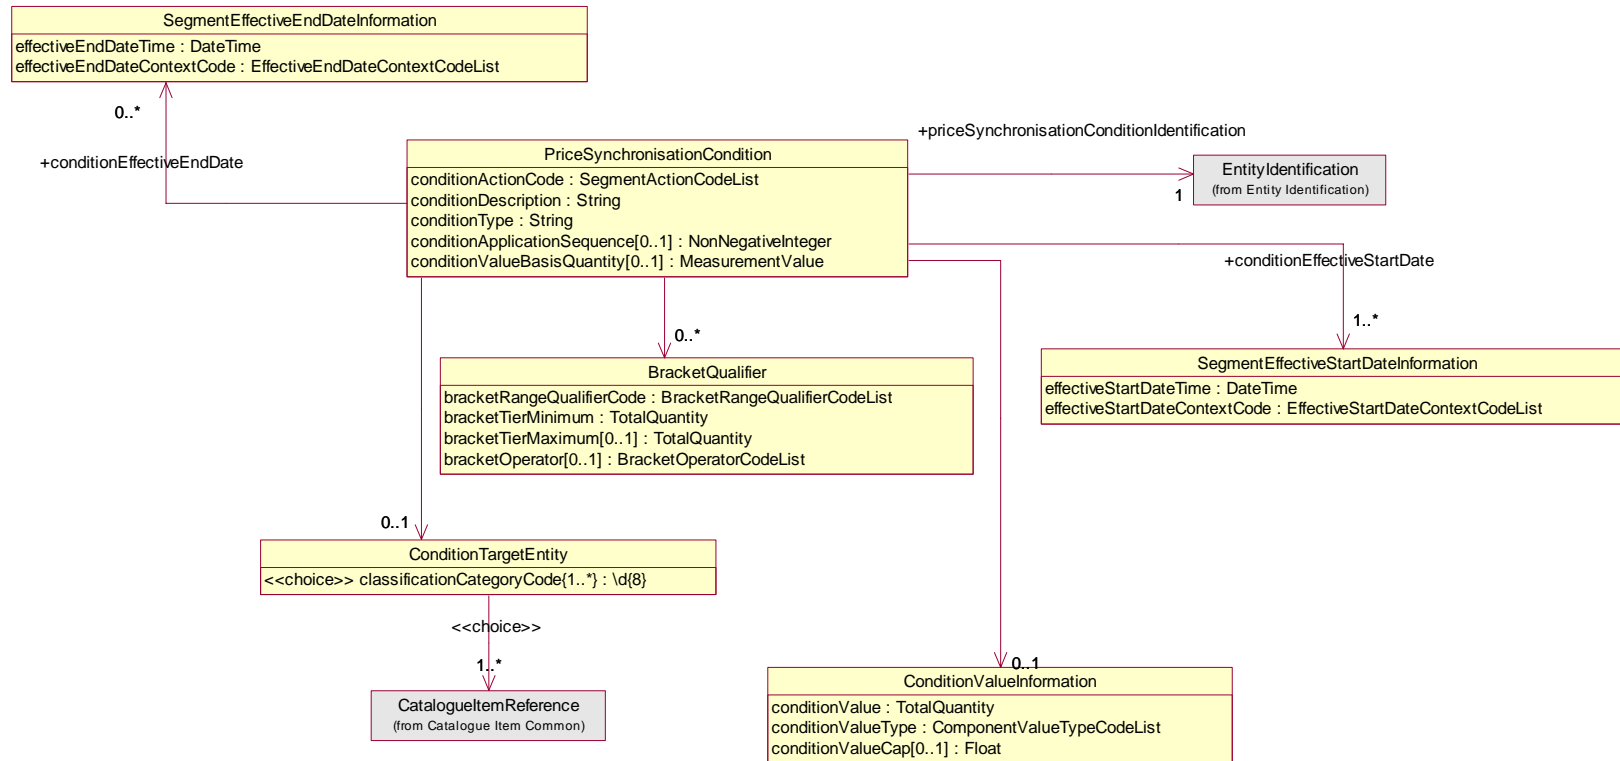 SegmentEffectiveEndDateInformation
effectiveEndDateTime : DateTime
effectiveEndDateContextCode : EffectiveEndDateContextCodeList
0..*
+conditionEffectiveEndDate
PriceSynchronisationCondition
conditionActionCode : SegmentActionCodeList
conditionDescription : String
conditionType : String
conditionApplicationSequence[0..1] : NonNegativeInteger
conditionValueBasisQuantity[0..1] : MeasurementValue
+priceSynchronisationConditionIdentification
1
EntityIdentification
(from Entity Identification)
+conditionEffectiveStartDate
1..*
SegmentEffectiveStartDateInformation
effectiveStartDateTime : DateTime
effectiveStartDateContextCode : EffectiveStartDateContextCodeList
0..*
BracketQualifier
bracketRangeQualifierCode : BracketRangeQualifierCodeList
bracketTierMinimum : TotalQuantity
bracketTierMaximum[0..1] : TotalQuantity
bracketOperator[0..1] : BracketOperatorCodeList
0..1
ConditionTargetEntity
<<choice>> classificationCategoryCode{1..*} : \d{8}
<<choice>>
1..*
CatalogueItemReference
(from Catalogue Item Common)
0..1
ConditionValueInformation
conditionValue : TotalQuantity
conditionValueType : ComponentValueTypeCodeList
conditionValueCap[0..1] : Float